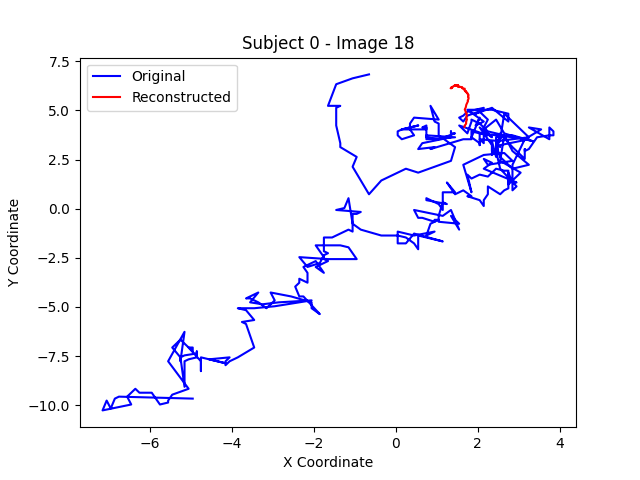 Subject 0 - Image 18
Original
Reconstructed
7.5
5.0
2.5
0.0
−2.5
−5.0
−7.5
−10.0
Y Coordinate
−6 −4 −2 0 2 4
X Coordinate